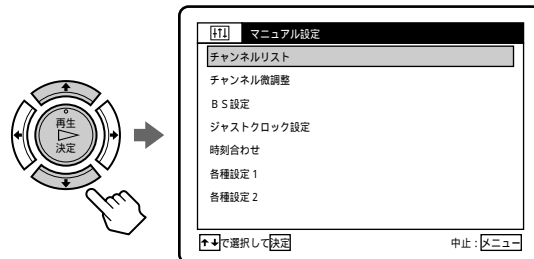 再生
決定
マニュアル設定
チャンネルリスト
チャンネル微調整
ＢＳ設定
ジャストクロック設定
時刻合わせ
各種設定 1
各種設定 2
↑↓で選択して決定
中止：メニュー